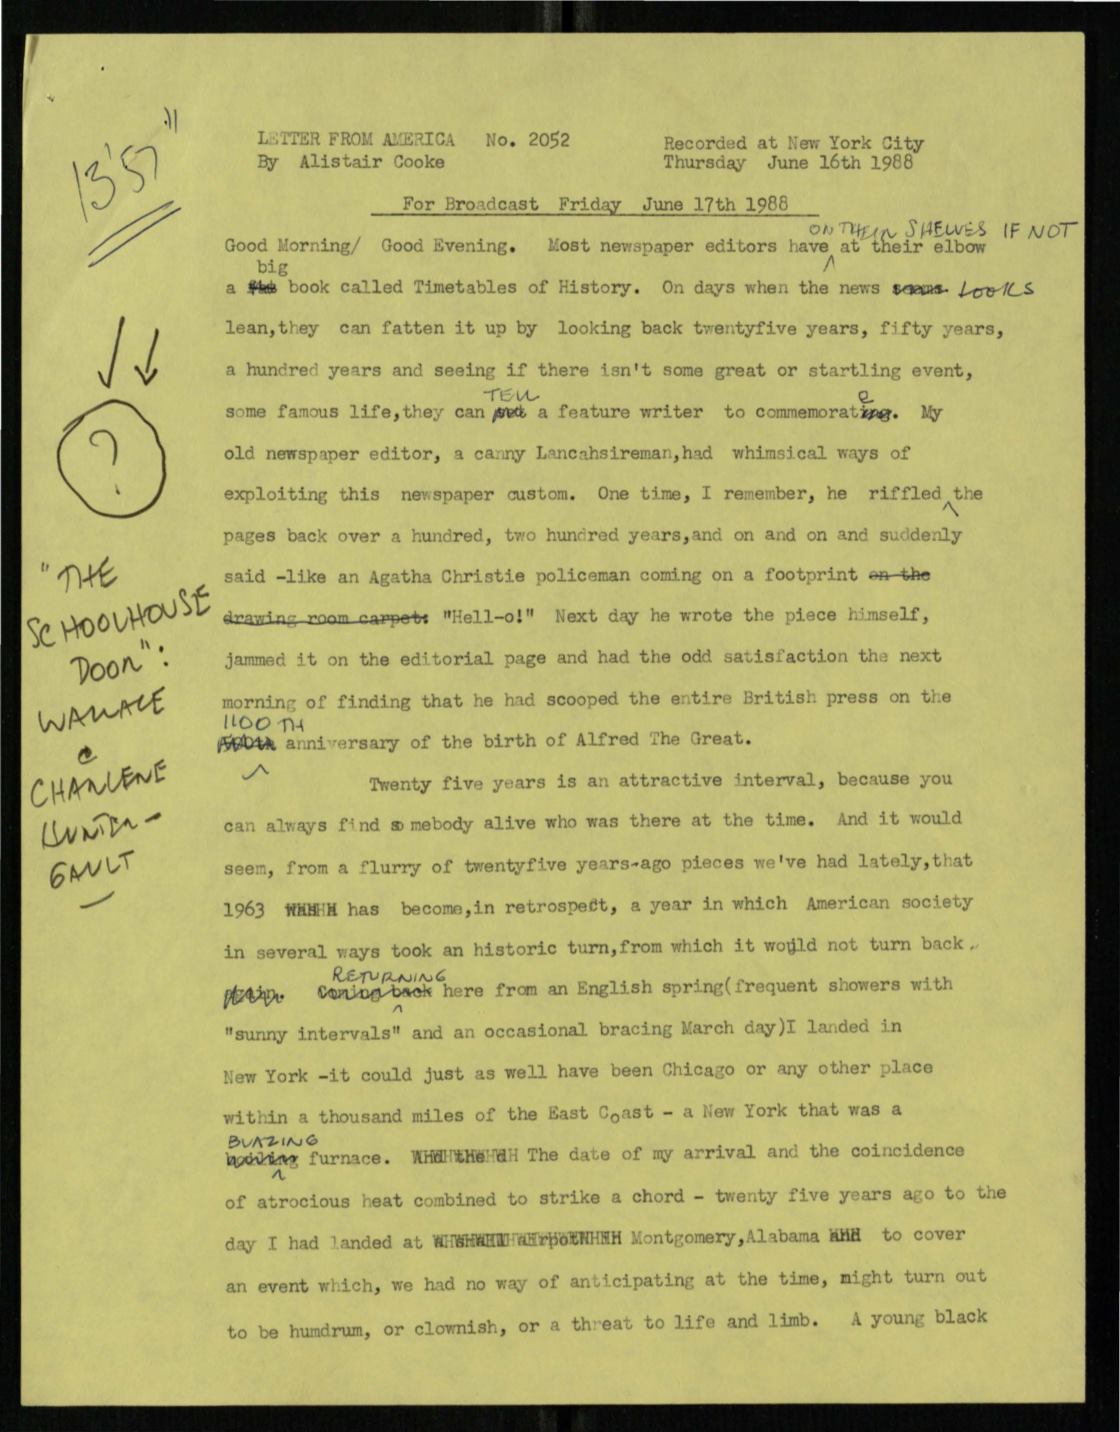 13'57"
LETTER FROM AMERICA No. 2052
By Alistair Cooke
Recorded at New York City
Thursday June 16th 1988
For Broadcast Friday June 17th 1988
ON THEIR SHELVES IF NOT
Good Morning/ Good Evening. Most newspaper editors have at their elbow
big
a book called Timetables of History. On days when the news seems LOOKS
lean,they can fatten it up by looking back twentyfive years, fifty years,
a hundred years and seeing if there isn't some great or startling event,
TELL e
some famous life,they can a feature writer to commemorating. My
old newspaper editor, a canny Lancahsireman,had whimsical ways of
exploiting this newspaper custom. One time, I remember, he riffled the
pages back over a hundred, two hundred years,and on and on and suddenly
said -like an Agatha Christie policeman coming on a footprint on the
drawing room carpet: "Hell-o!" Next day he wrote the piece himself,
jammed it on the editorial page and had the odd satisfaction the next
morning of finding that he had scooped the entire British press on the
1100 TH
anniversary of the birth of Alfred The Great.
Twenty five years is an attractive interval, because you
can always find somebody alive who was there at the time. And it would
seem, from a flurry of twentyfive years-ago pieces we've had lately,that
1963 has become,in retrospect, a year in which American society
in several ways took an historic turn,from which it would not turn back.
RETURNING
again. Coming back here from an English spring(frequent showers with
"sunny intervals" and an occasional bracing March day)I landed in
New York -it could just as well have been Chicago or any other place
within a thousand miles of the East Coast - a New York that was a
BLAZING
boiling furnace. The date of my arrival and the coincidence
of atrocious heat combined to strike a chord - twenty five years ago to the
day I had landed at Montgomery,Alabama to cover
an event which, we had no way of anticipating at the time, might turn out
to be humdrum, or clownish, or a threat to life and limb. A young black
?
"THE
SCHOOLHOUSE
DOOR":
WALLACE
&
CHARLENE
HUNTER-
GAULT